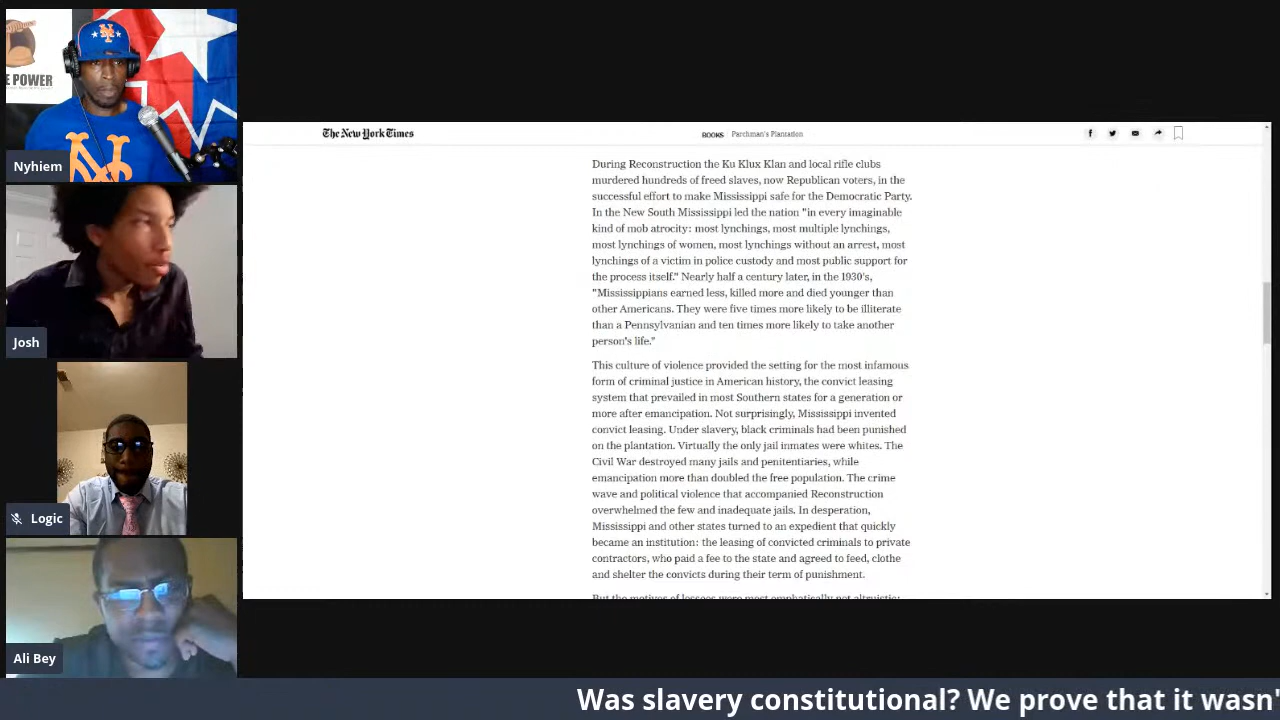 E POWER
Nyhiem
Josh
Logic
Ali Bey
The New York Times
BOOKS Parchman's Plantation
During Reconstruction the Ku Klux Klan and local rifle clubs
murdered hundreds of freed slaves, now Republican voters, in the
successful effort to make Mississippi safe for the Democratic Party.
In the New South Mississippi led the nation "in every imaginable
kind of mob atrocity: most lynchings, most multiple lynchings,
most lynchings of women, most lynchings without an arrest, most
lynchings of a victim in police custody and most public support for
the process itself." Nearly half a century later, in the 1930's,
"Mississippians earned less, killed more and died younger than
other Americans. They were five times more likely to be illiterate
than a Pennsylvanian and ten times more likely to take another
person's life."
This culture of violence provided the setting for the most infamous
form of criminal justice in American history, the convict leasing
system that prevailed in most Southern states for a generation or
more after emancipation. Not surprisingly, Mississippi invented
convict leasing. Under slavery, black criminals had been punished
on the plantation. Virtually the only jail inmates were whites. The
Civil War destroyed many jails and penitentiaries, while
emancipation more than doubled the free population. The crime
wave and political violence that accompanied Reconstruction
overwhelmed the few and inadequate jails. In desperation,
Mississippi and other states turned to an expedient that quickly
became an institution: the leasing of convicted criminals to private
contractors, who paid a fee to the state and agreed to feed, clothe
and shelter the convicts during their term of punishment.
But the motives of lessees were most emphatically not altruistic:
Was slavery constitutional? We prove that it wasn'